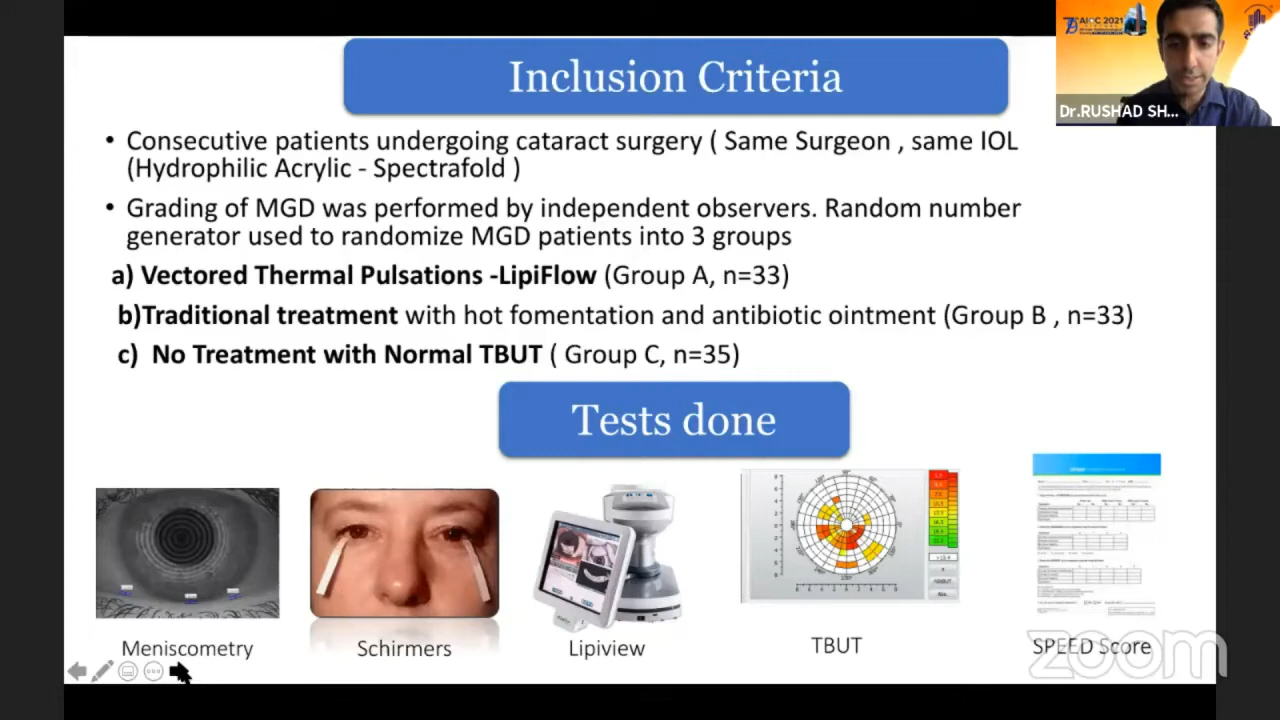 AIOC 2021
Dr.RUSHAD SH...
Inclusion Criteria
• Consecutive patients undergoing cataract surgery ( Same Surgeon , same IOL
(Hydrophilic Acrylic - Spectrafold )
• Grading of MGD was performed by independent observers. Random number
generator used to randomize MGD patients into 3 groups
a) Vectored Thermal Pulsations -LipiFlow (Group A, n=33)
b)Traditional treatment with hot fomentation and antibiotic ointment (Group B , n=33)
c) No Treatment with Normal TBUT ( Group C, n=35)
Tests done
Meniscometry
Schirmers
Lipiview
TBUT
SPEED Score
zoom